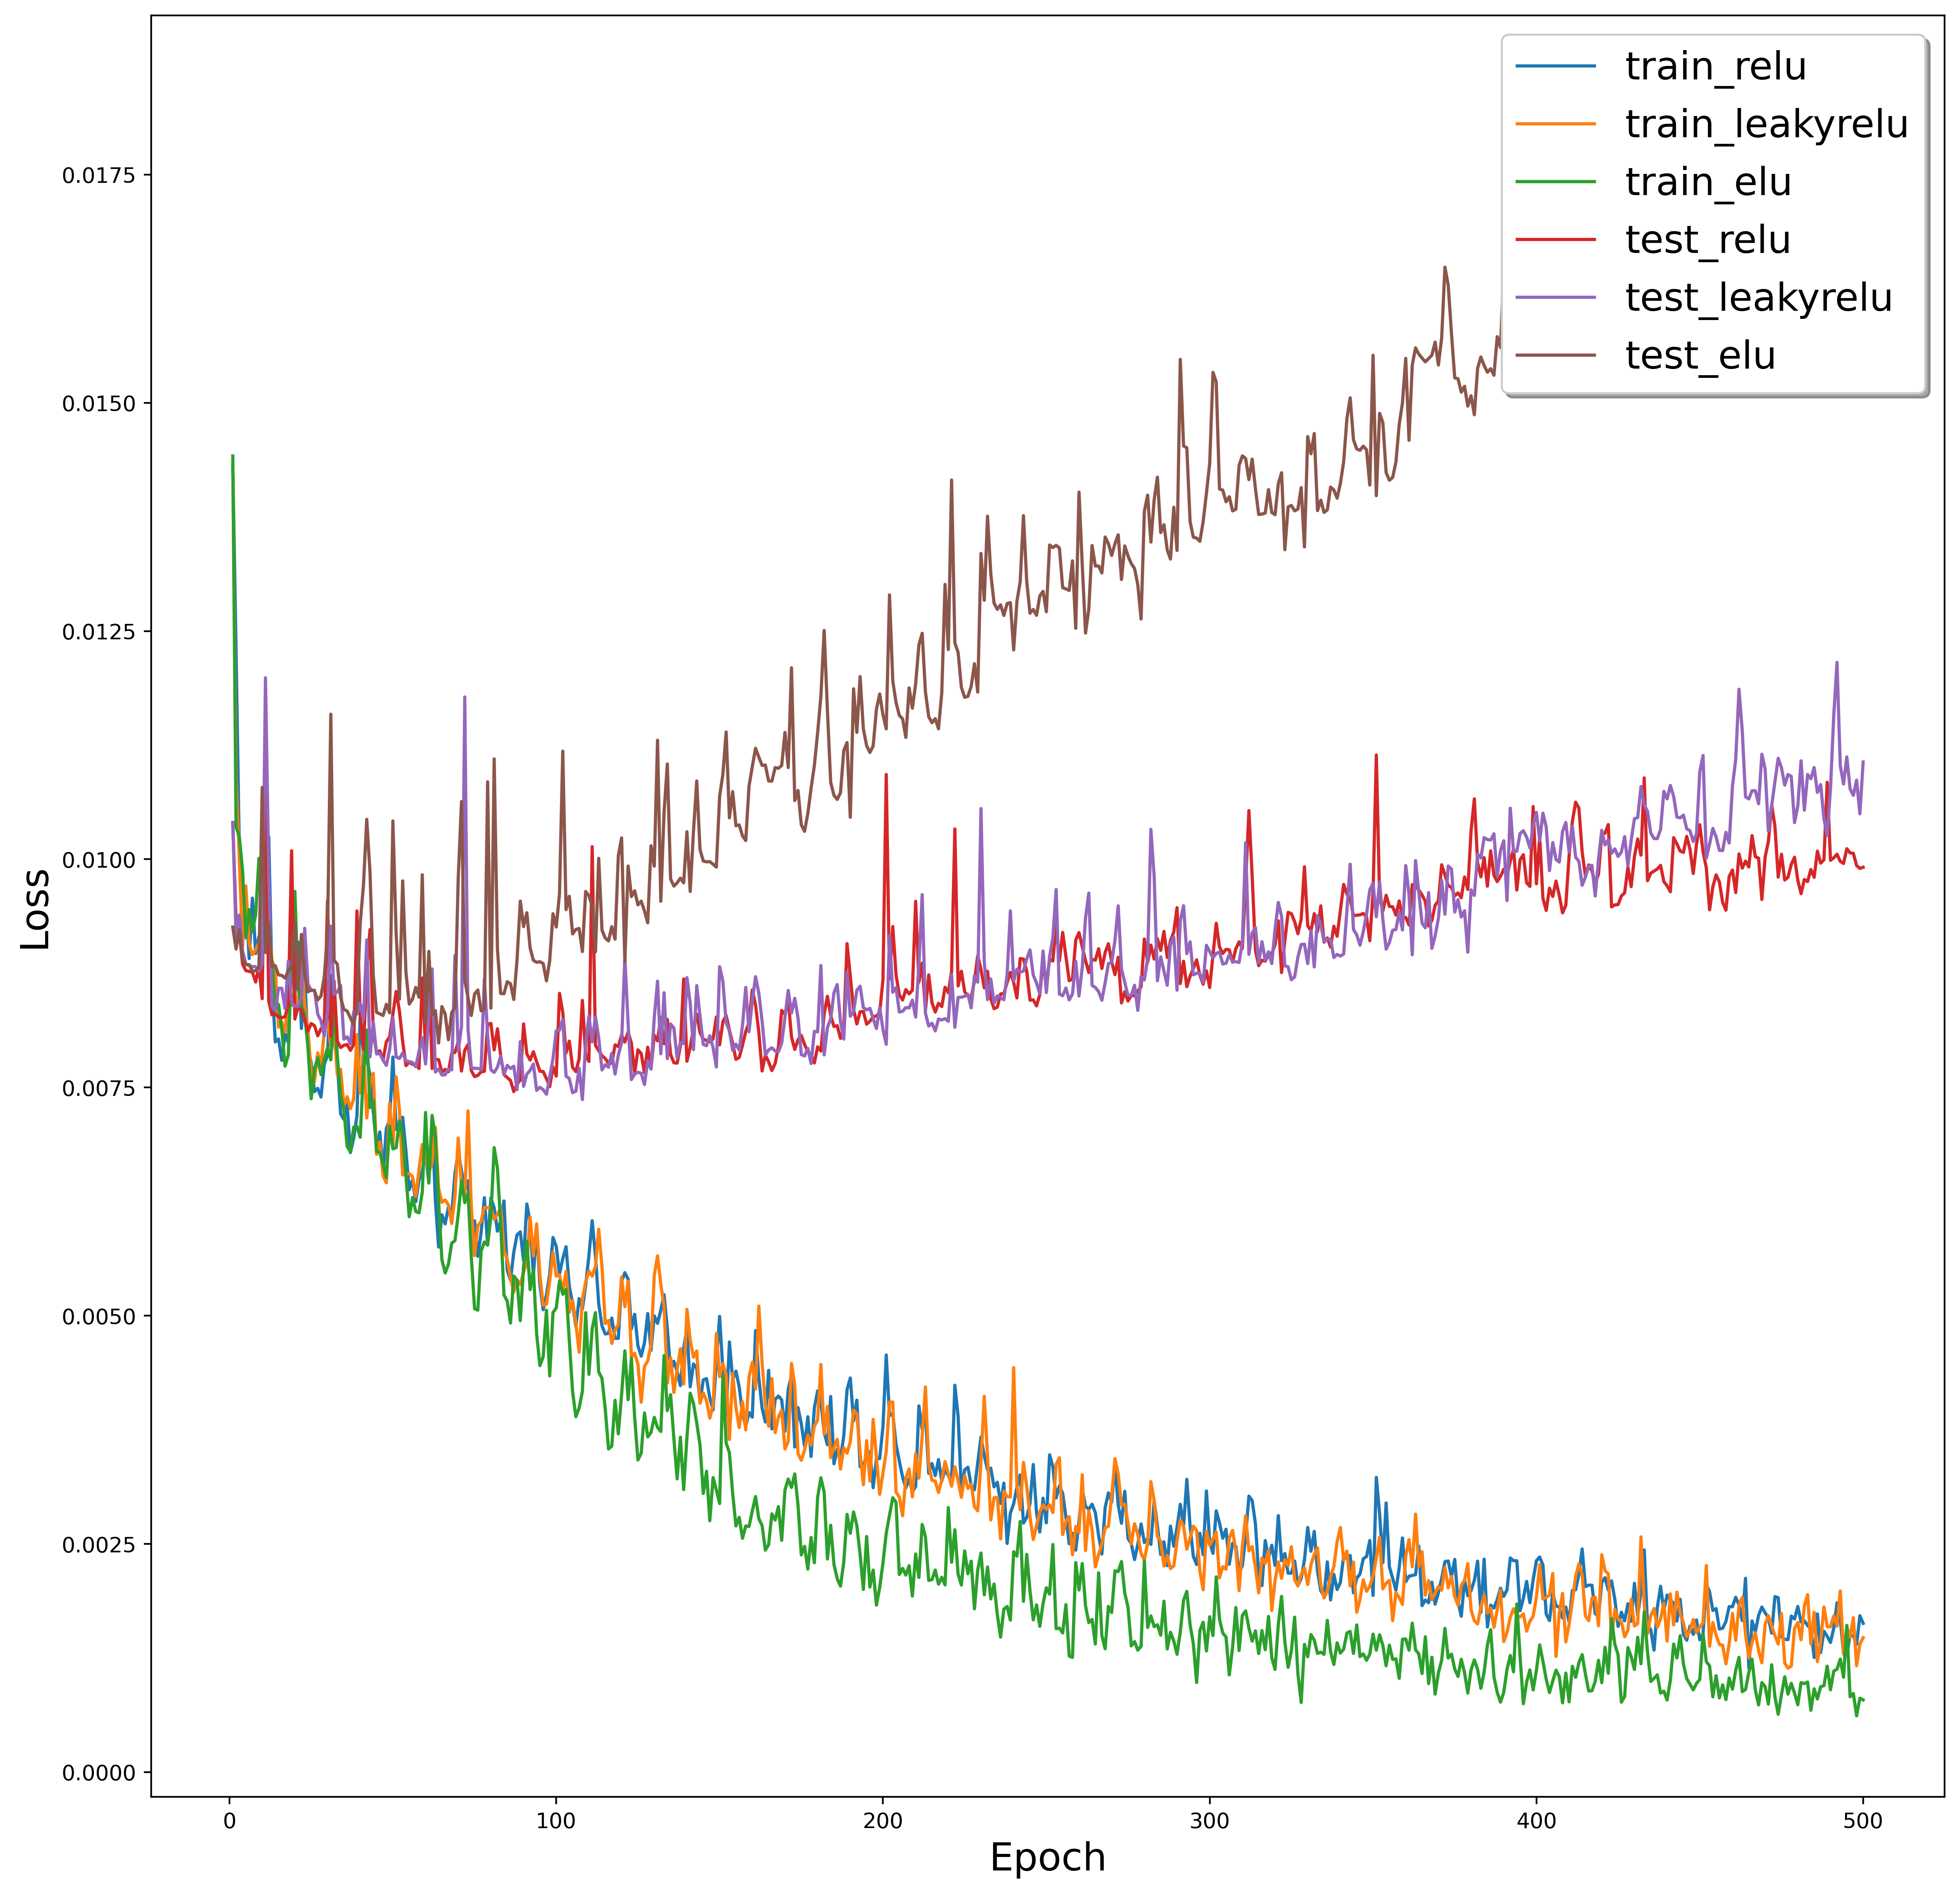 train_relu
train_leakyrelu
train_elu
test_relu
test_leakyrelu
test_elu
0.0175
0.0150
0.0125
0.0100
0.0075
0.0050
0.0025
0.0000
Loss
0 100 200 300 400 500
Epoch